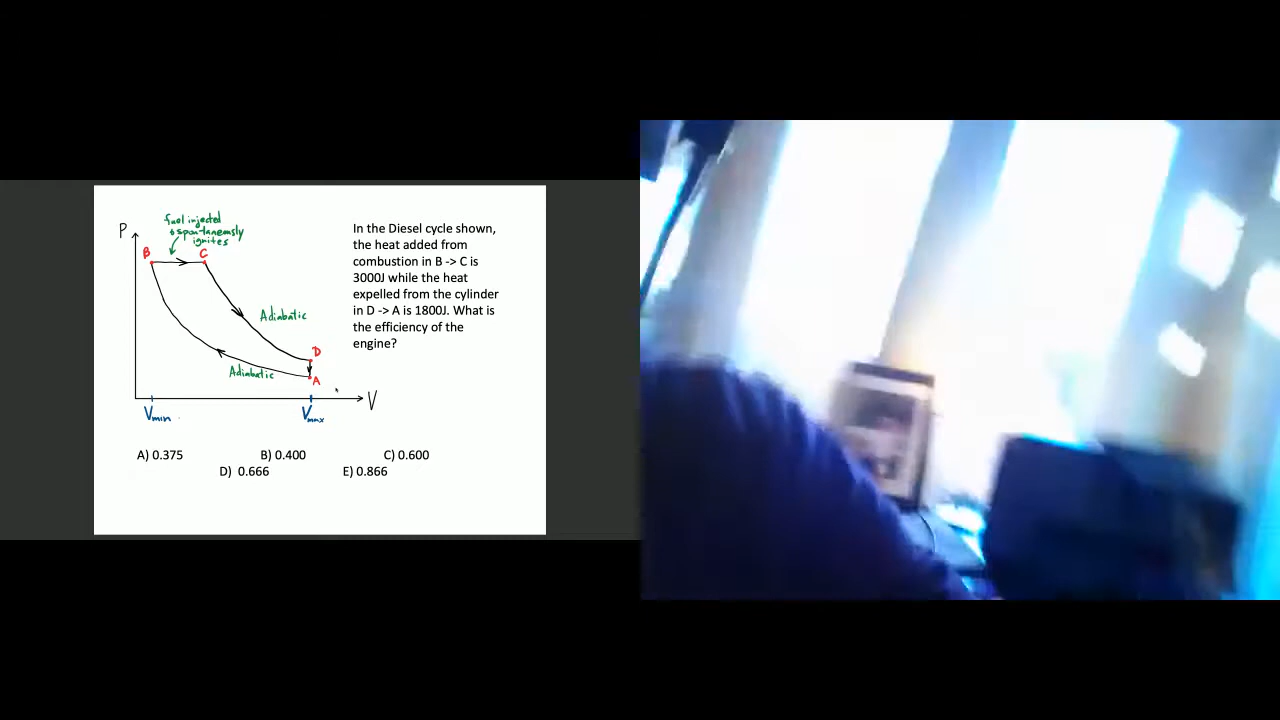 fuel injected
& spontaneously
ignites
P
B
C
Adiabatic
D
Adiabatic
A
V
Vmin
Vmax
In the Diesel cycle shown,
the heat added from
combustion in B -> C is
3000J while the heat
expelled from the cylinder
in D -> A is 1800J. What is
the efficiency of the
engine?
A) 0.375 B) 0.400 C) 0.600
D) 0.666 E) 0.866